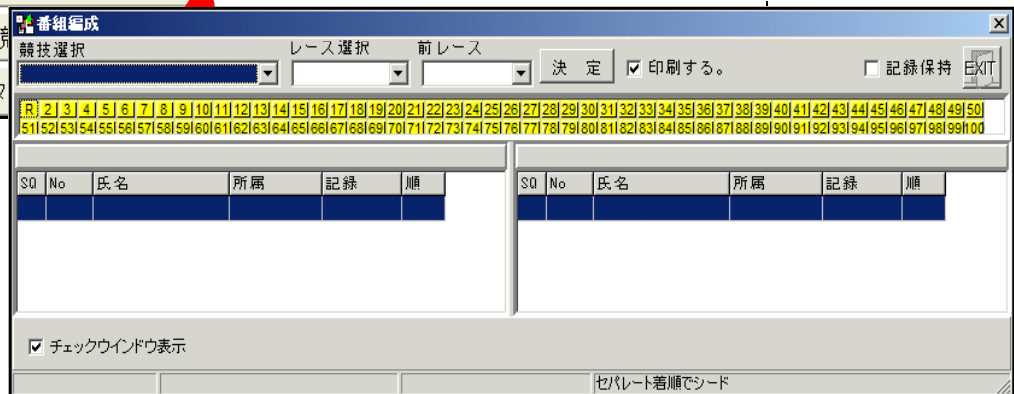 番組編成
競技選択 レース選択 前レース
決 定 印刷する。 記録保持 EXIT
R 2 3 4 5 6 7 8 9 10 11 12 13 14 15 16 17 18 19 20 21 22 23 24 25 26 27 28 29 30 31 32 33 34 35 36 37 38 39 40 41 42 43 44 45 46 47 48 49 50
51 52 53 54 55 56 57 58 59 60 61 62 63 64 65 66 67 68 69 70 71 72 73 74 75 76 77 78 79 80 81 82 83 84 85 86 87 88 89 90 91 92 93 94 95 96 97 98 99 100
SQ No 氏名 所属 記録 順 SQ No 氏名 所属 記録 順
チェックウインドウ表示
セパレート着順でシード